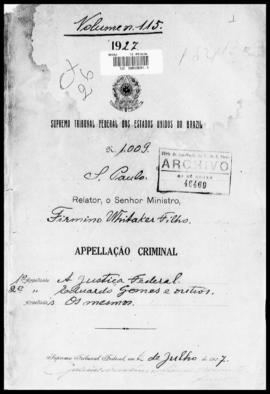 Volume n. 115.
1
1927
SUPREMO TRIBUNAL FEDERAL DOS ESTADOS UNIDOS DO BRAZIL
N. 1.009.
S. Paulo.
ARCHIVO
40469
Relator, o Senhor Ministro,
Firmino Whitaker Filho.
APPELLAÇÃO CRIMINAL
1º Appellante A Justiça Federal.
2º " Eduardo Gomes e outros.
Os mesmos.
Supremo Tribunal Federal, em de Julho de 1927.